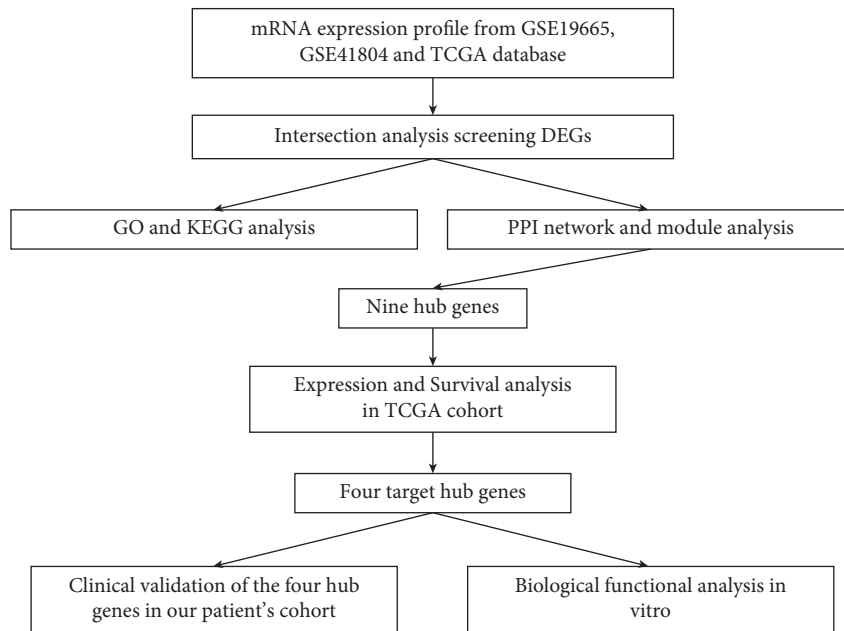 mRNA expression profile from GSE19665,
GSE41804 and TCGA database
Intersection analysis screening DEGs
GO and KEGG analysis
PPI network and module analysis
Nine hub genes
Expression and Survival analysis
in TCGA cohort
Four target hub genes
Clinical validation of the four hub
genes in our patient's cohort
Biological functional analysis in
vitro